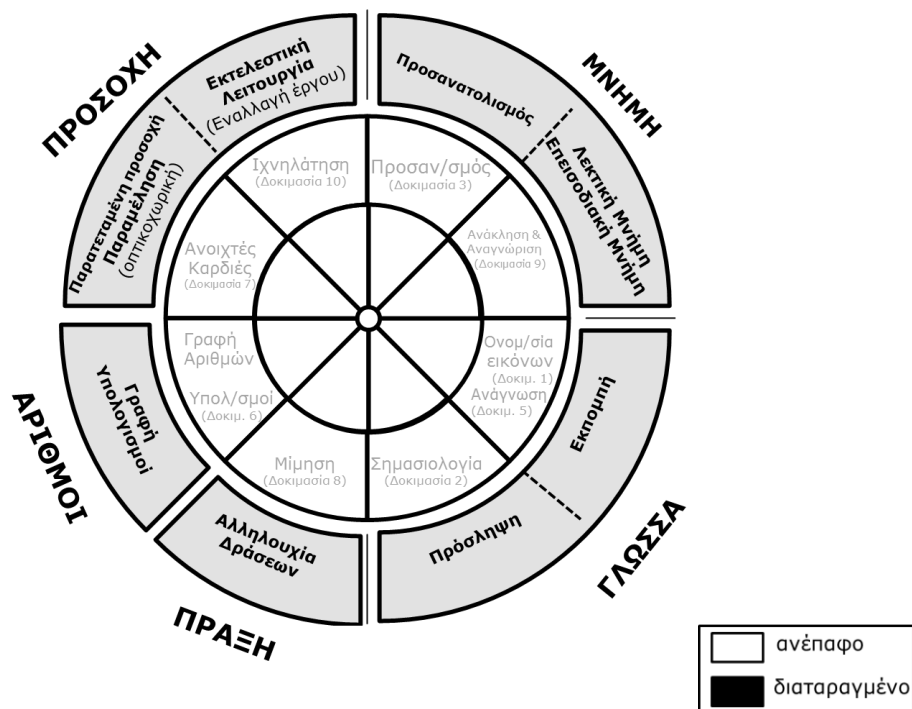 ΠΡΟΣΟΧΗ
Εκτελεστική
Λειτουργία
(Εναλλαγή έργου)
Παρατεταμένη προσοχή
Παραμέληση
(οπτικοχωρική)
ΜΝΗΜΗ
Προσανατολισμός
Λεκτική Μνήμη
Επεισοδιακή Μνήμη
Ιχνηλάτηση
(Δοκιμασία 10)
Προσαν/σμός
(Δοκιμασία 3)
Ανοιχτές
Καρδιές
(Δοκιμασία 7)
Ανάκληση &
Αναγνώριση
(Δοκιμασία 9)
Γραφή
Αριθμών
Υπολ/σμοί
(Δοκιμ. 6)
Ονομ/σία
εικόνων
(Δοκιμ. 1)
Ανάγνωση
(Δοκιμ. 5)
Μίμηση
(Δοκιμασία 8)
Σημασιολογία
(Δοκιμασία 2)
ΑΡΙΘΜΟΙ
Γραφή
Υπολογισμοί
Εκπομπή
Πρόσληψη
ΓΛΩΣΣΑ
Αλληλουχία
Δράσεων
ΠΡΑΞΗ
ανέπαφο
διαταραγμένο